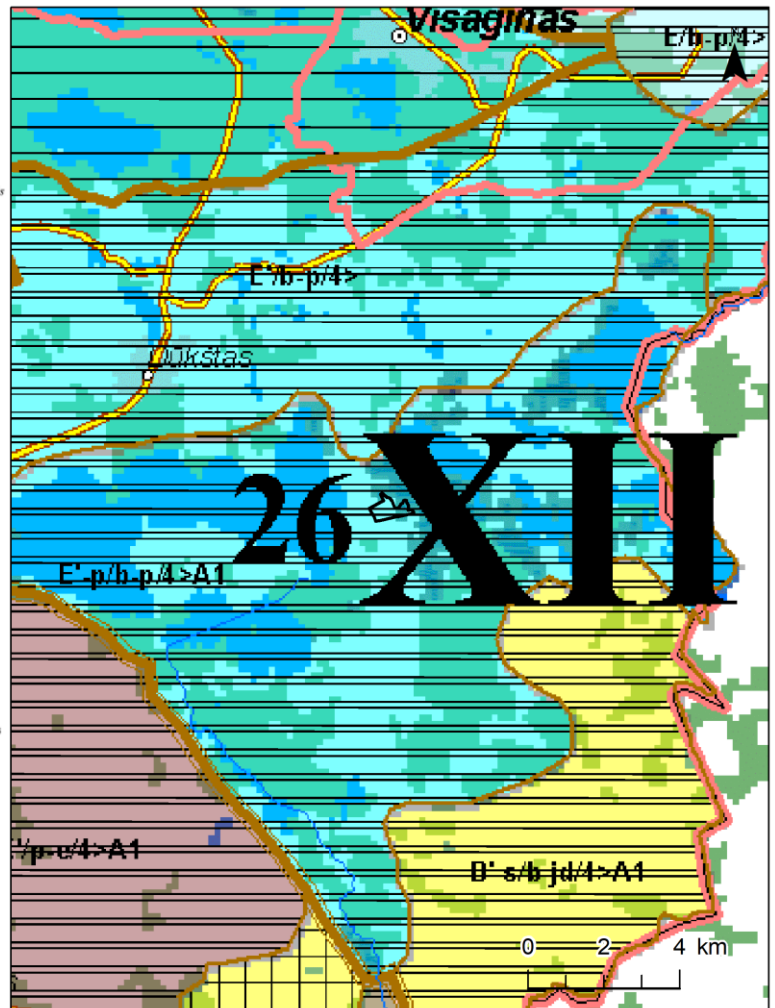 Visaginas
E/b-p/4>
E'/b-p/4>
Dūkštas
26 XII
E'-p/b-p/4>A1
'/p-e/4>A1
D' s/b jd/4>A1
0 2 4 km